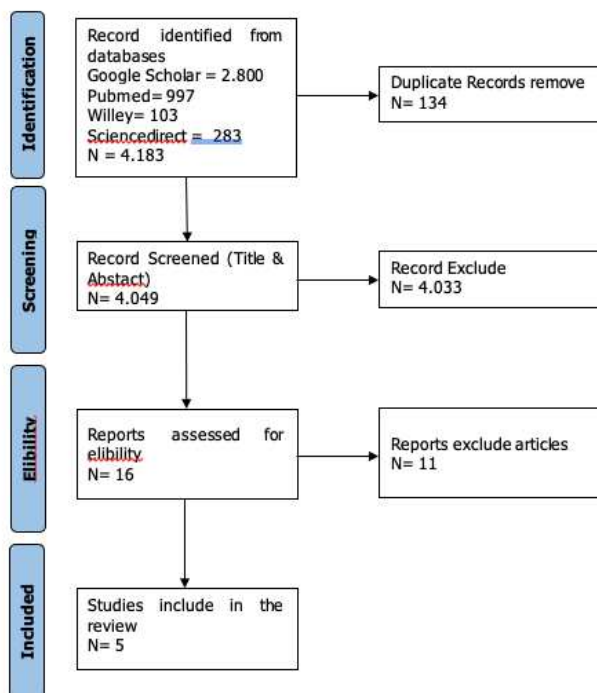 Identification
Record identified from
databases
Google Scholar = 2.800
Pubmed= 997
Willey= 103
Sciencedirect = 283
N = 4.183
Duplicate Records remove
N= 134
Screening
Record Screened (Title &
Abstact)
N= 4.049
Record Exclude
N= 4.033
Elibility
Reports assessed for
elibility
N= 16
Reports exclude articles
N= 11
Included
Studies include in the
review
N= 5